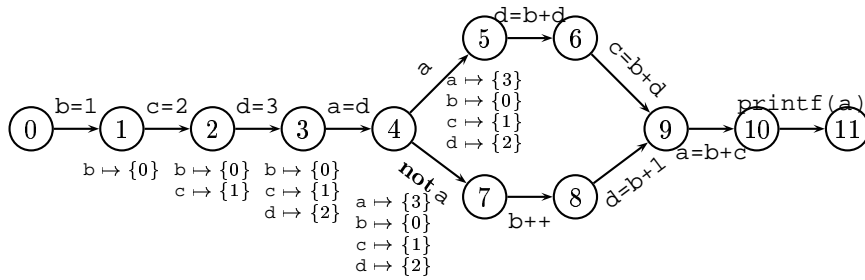 d=b+d
5
6
a
c=b+d
a ↦ {3}
b ↦ {0}
c ↦ {1}
d ↦ {2}
b=1
c=2
d=3
a=d
printf(a)
0
1
2
3
4
9
10
11
a=b+c
b ↦ {0}
b ↦ {0}
c ↦ {1}
b ↦ {0}
c ↦ {1}
d ↦ {2}
not a
a ↦ {3}
b ↦ {0}
c ↦ {1}
d ↦ {2}
7
8
b++
d=b+1